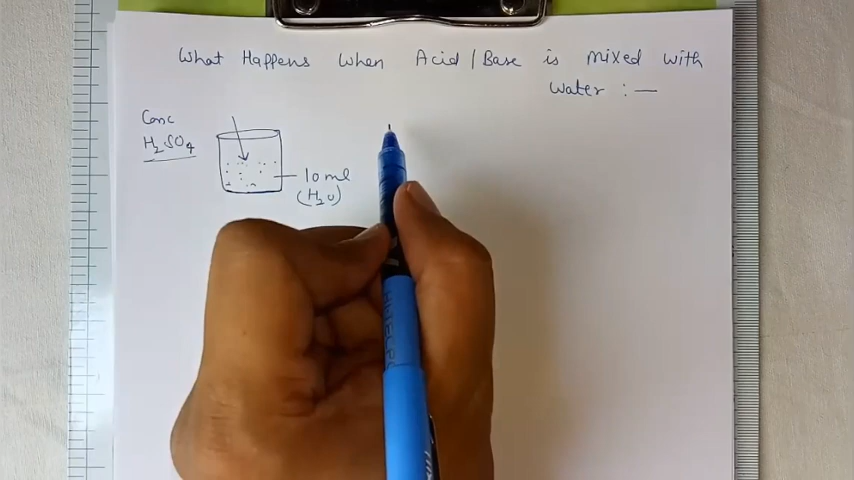 What Happens when Acid / Base is mixed with
water : —
Conc
H₂SO₄
10 ml
(H₂O)